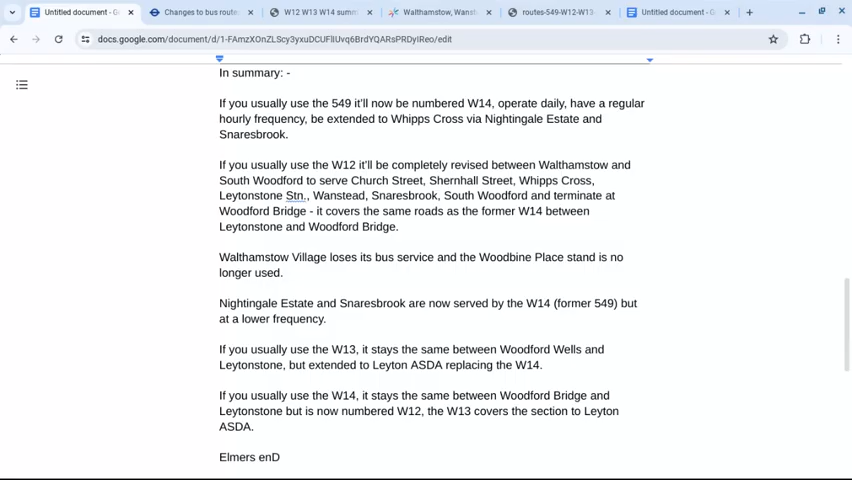 Untitled document - G
Changes to bus route
W12 W13 W14 summ
Walthamstow, Wanst
routes-549-W12-W13-
Untitled document - G
docs.google.com/document/d/1-FAmzXOnZLScy3yxuDCUFliUvq6BrdYQARsPRDyIReo/edit
In summary: -
If you usually use the 549 it’ll now be numbered W14, operate daily, have a regular
hourly frequency, be extended to Whipps Cross via Nightingale Estate and
Snaresbrook.
If you usually use the W12 it’ll be completely revised between Walthamstow and
South Woodford to serve Church Street, Shernhall Street, Whipps Cross,
Leytonstone Stn., Wanstead, Snaresbrook, South Woodford and terminate at
Woodford Bridge - it covers the same roads as the former W14 between
Leytonstone and Woodford Bridge.
Walthamstow Village loses its bus service and the Woodbine Place stand is no
longer used.
Nightingale Estate and Snaresbrook are now served by the W14 (former 549) but
at a lower frequency.
If you usually use the W13, it stays the same between Woodford Wells and
Leytonstone, but extended to Leyton ASDA replacing the W14.
If you usually use the W14, it stays the same between Woodford Bridge and
Leytonstone but is now numbered W12, the W13 covers the section to Leyton
ASDA.
Elmers enD